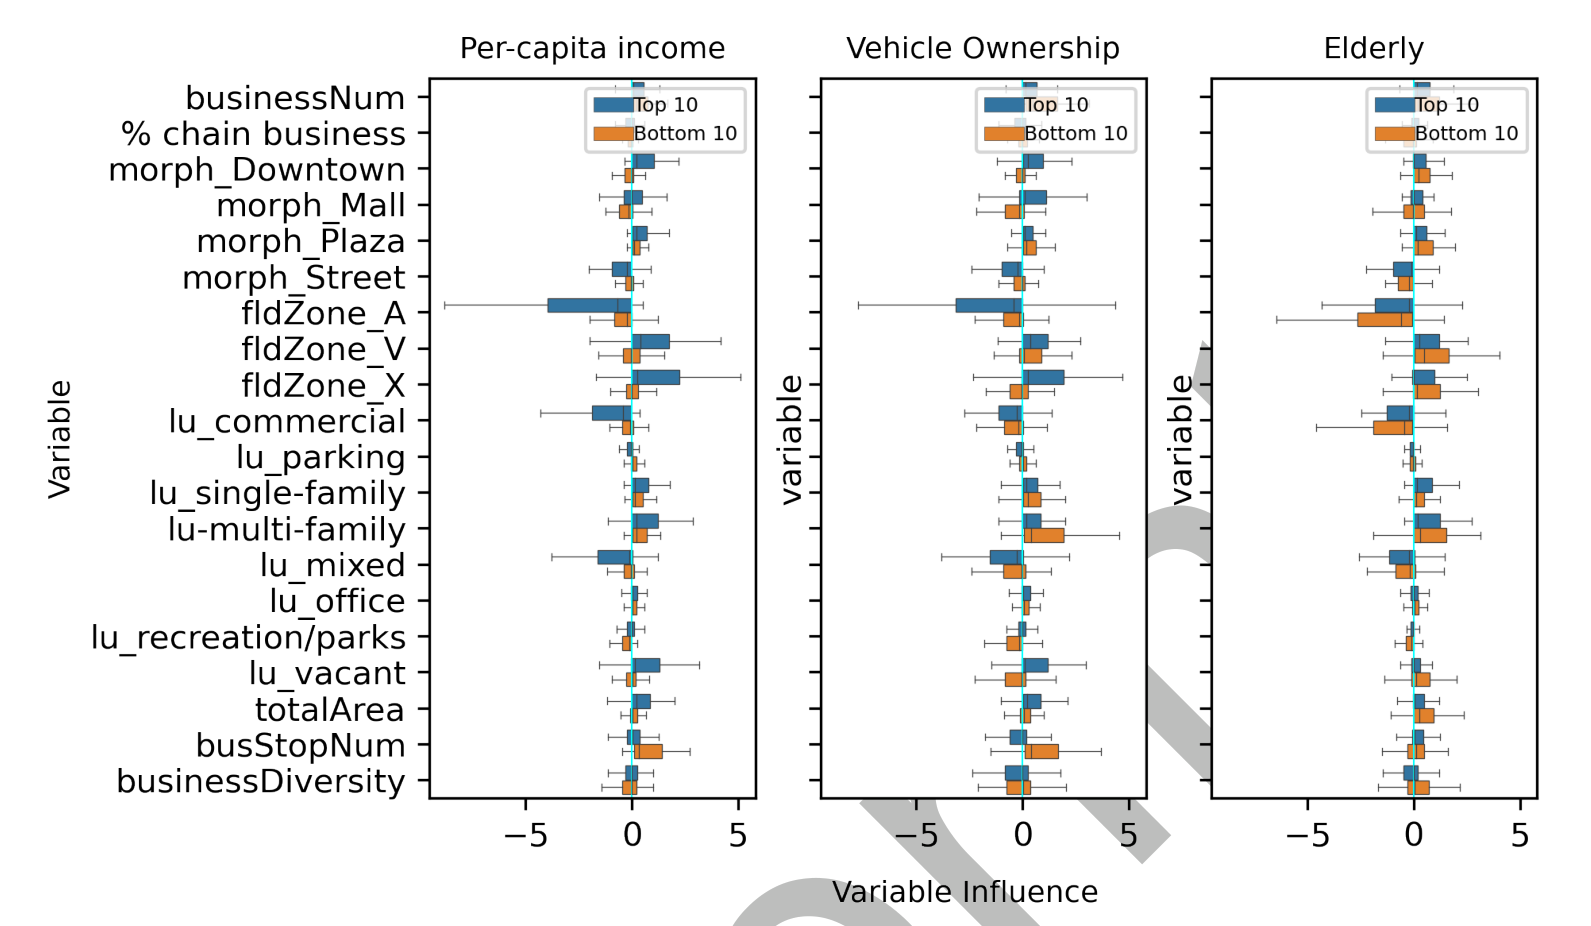 Per-capita income
Vehicle Ownership
Elderly
businessNum
% chain business
morph_Downtown
morph_Mall
morph_Plaza
morph_Street
fldZone_A
fldZone_V
fldZone_X
lu_commercial
lu_parking
lu_single-family
lu-multi-family
lu_mixed
lu_office
lu_recreation/parks
lu_vacant
totalArea
busStopNum
businessDiversity
Variable
Top 10
Bottom 10
−5 0 5
variable
Top 10
Bottom 10
−5 0 5
variable
Top 10
Bottom 10
−5 0 5
Variable Influence